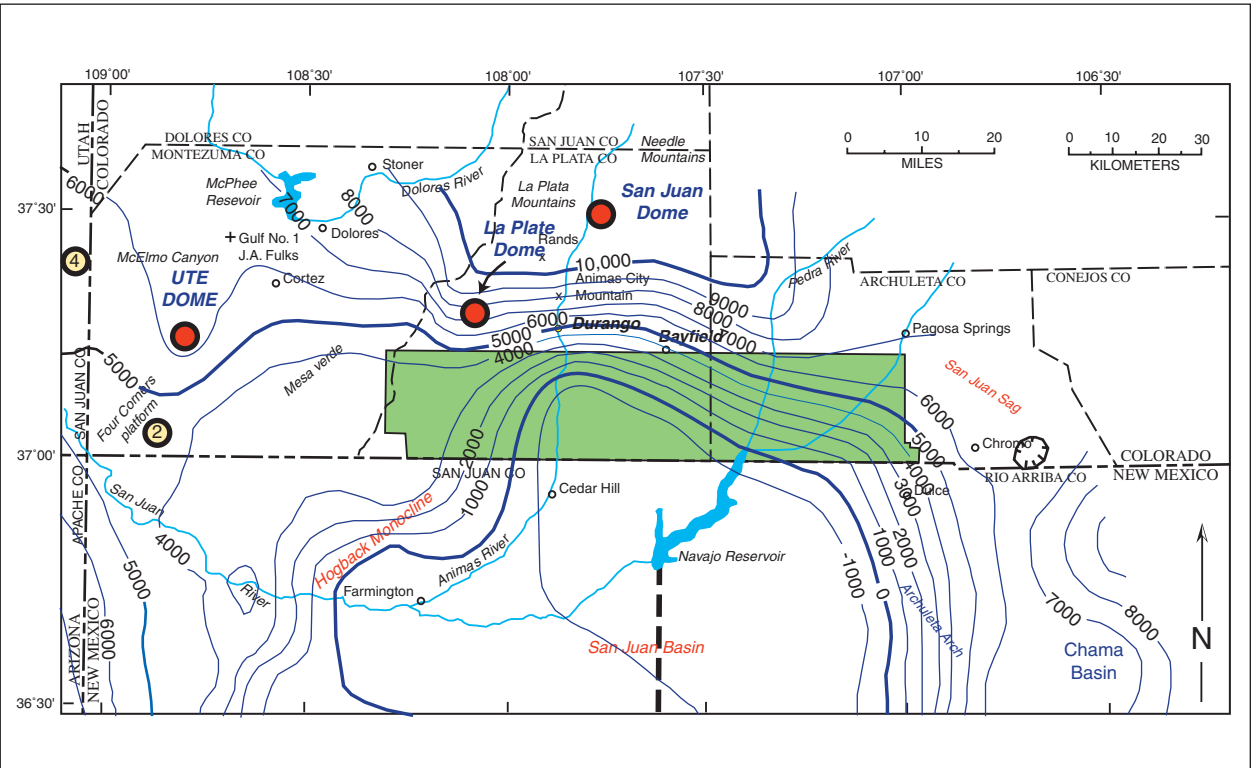 109°00'
108°30'
108°00'
107°30'
107°00'
106°30'
UTAH
COLORADO
DOLORES CO
MONTEZUMA CO
SAN JUAN CO
LA PLATA CO
Needle
Mountains
0 10 20
MILES
0 10 20 30
KILOMETERS
6000
McPhee
Resevoir
Stoner
Dolores River
La Plata
Mountains
San Juan
Dome
37°30'
7000
8000
Dolores
Gulf No. 1
J.A. Fulks
La Plate
Dome
Rands
x
4
McElmo Canyon
UTE
DOME
Cortez
10,000
Animas City
x Mountain
Pedra River
ARCHULETA CO
CONEJOS CO
9000
8000
7000
6000
5000
4000
Durango
Bayfield
Pagosa Springs
SAN JUAN CO
5000
Mesa verde
Four Corners
platform
2
San Juan Sag
6000
5000
4000
3000
Chromo
37°00'
COLORADO
NEW MEXICO
RIO ARRIBA CO
SAN JUAN CO
2000
1000
Cedar Hill
Dulce
APACHE CO
San Juan
River
4000
5000
Hogback Monocline
Animas River
Farmington
Navajo Reservoir
-1000
0
1000
2000
Archuleta Arch
7000
8000
ARIZONA
NEW MEXICO
6000
San Juan Basin
Chama
Basin
N
36°30'